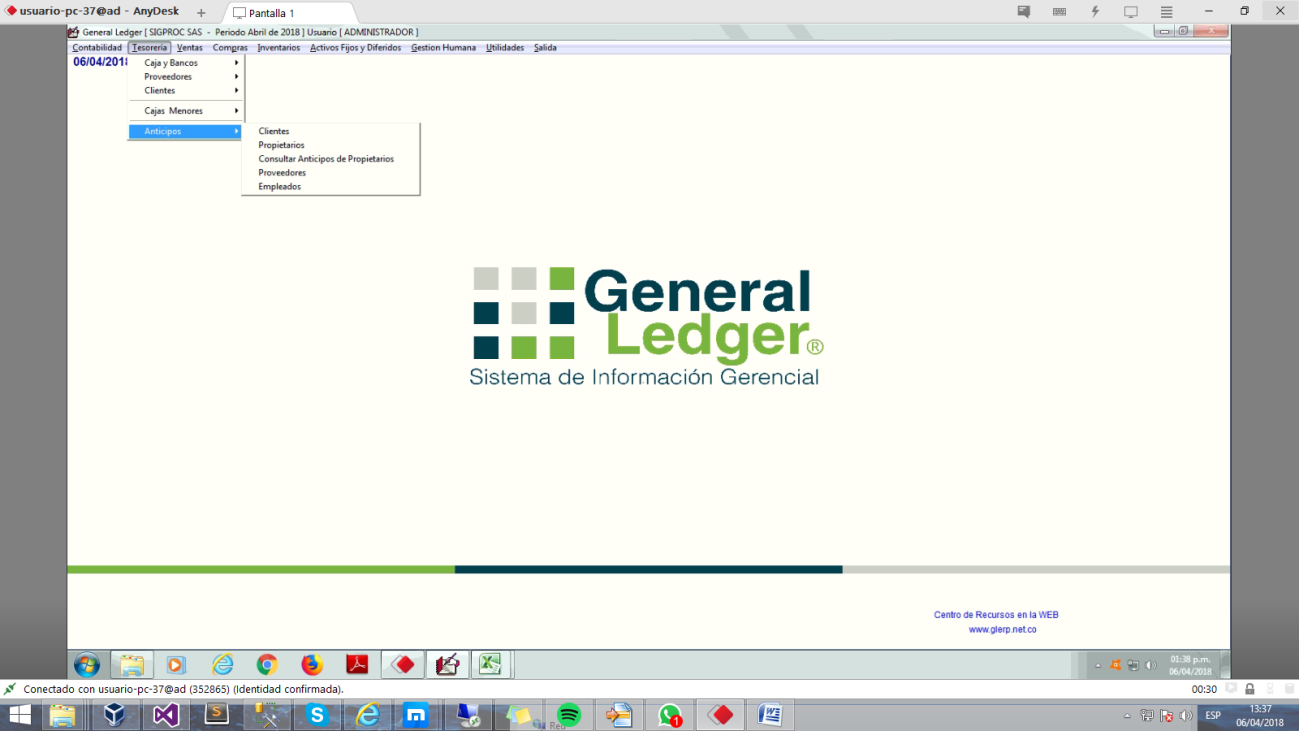 usuario-pc-37@ad - AnyDesk
Pantalla 1
General Ledger [ SIGPROC SAS - Periodo Abril de 2018 ] Usuario [ ADMINISTRADOR ]
Contabilidad Tesorería Ventas Compras Inventarios Activos Fijos y Diferidos Gestion Humana Utilidades Salida
06/04/201
Caja y Bancos
Proveedores
Clientes
Cajas Menores
Anticipos
Clientes
Propietarios
Consultar Anticipos de Propietarios
Proveedores
Empleados
General
Ledger®
Sistema de Información Gerencial
Centro de Recursos en la WEB
www.glerp.net.co
01:38 p.m.
06/04/2018
Conectado con usuario-pc-37@ad (352865) (Identidad confirmada).
00:30
Red
ESP
13:37
06/04/2018